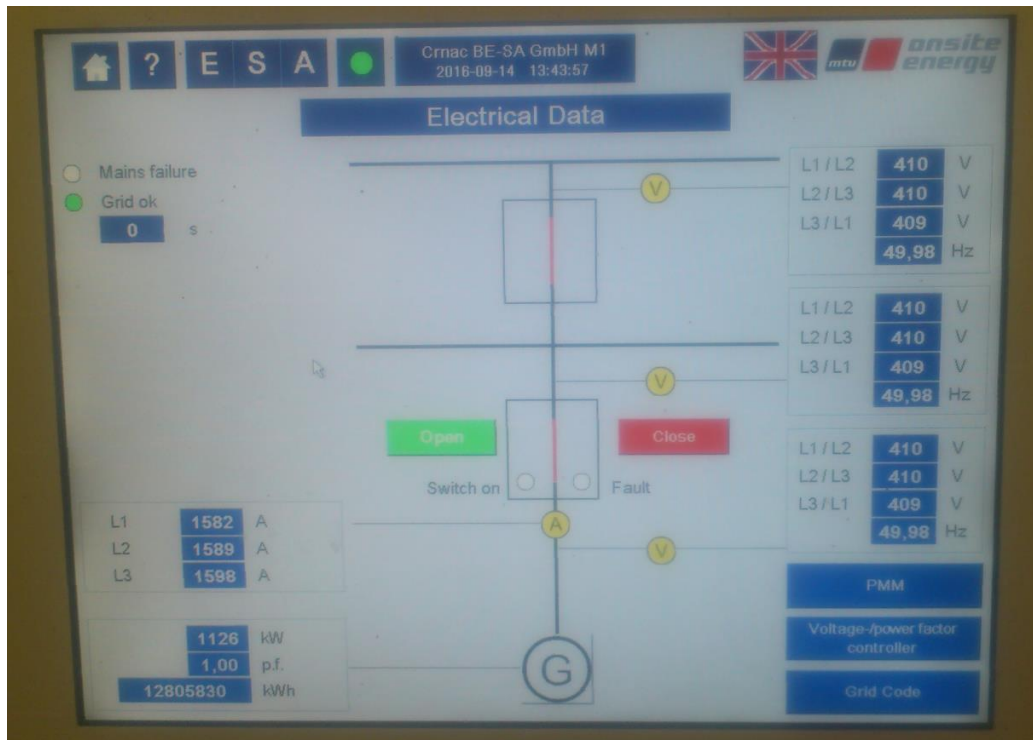 ? E S A Crnac BE-SA GmbH M1
2016-09-14 13:43:57
mtu onsite
energy
Electrical Data
Mains failure
Grid ok
0 s
V
L1 / L2 410 V
L2 / L3 410 V
L3 / L1 409 V
49,98 Hz
V
L1 / L2 410 V
L2 / L3 410 V
L3 / L1 409 V
49,98 Hz
Open
Close
Switch on
Fault
L1 / L2 410 V
L2 / L3 410 V
L3 / L1 409 V
49,98 Hz
L1 1582 A
L2 1589 A
L3 1598 A
A
V
PMM
Voltage-/power factor
controller
Grid Code
1126 kW
1,00 p.f.
12805830 kWh
G